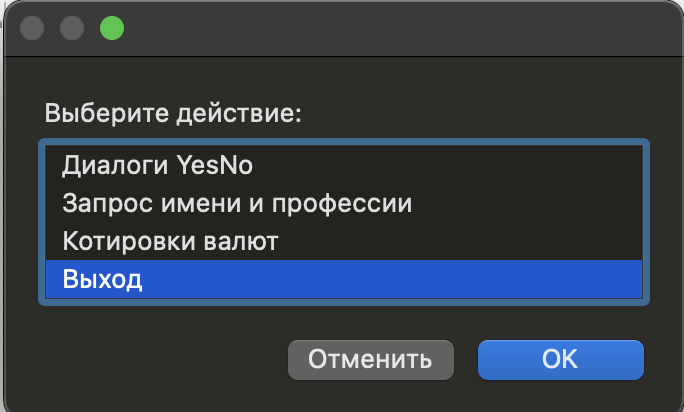 Выберите действие:
Диалоги YesNo
Запрос имени и профессии
Котировки валют
Выход
Отменить
OK